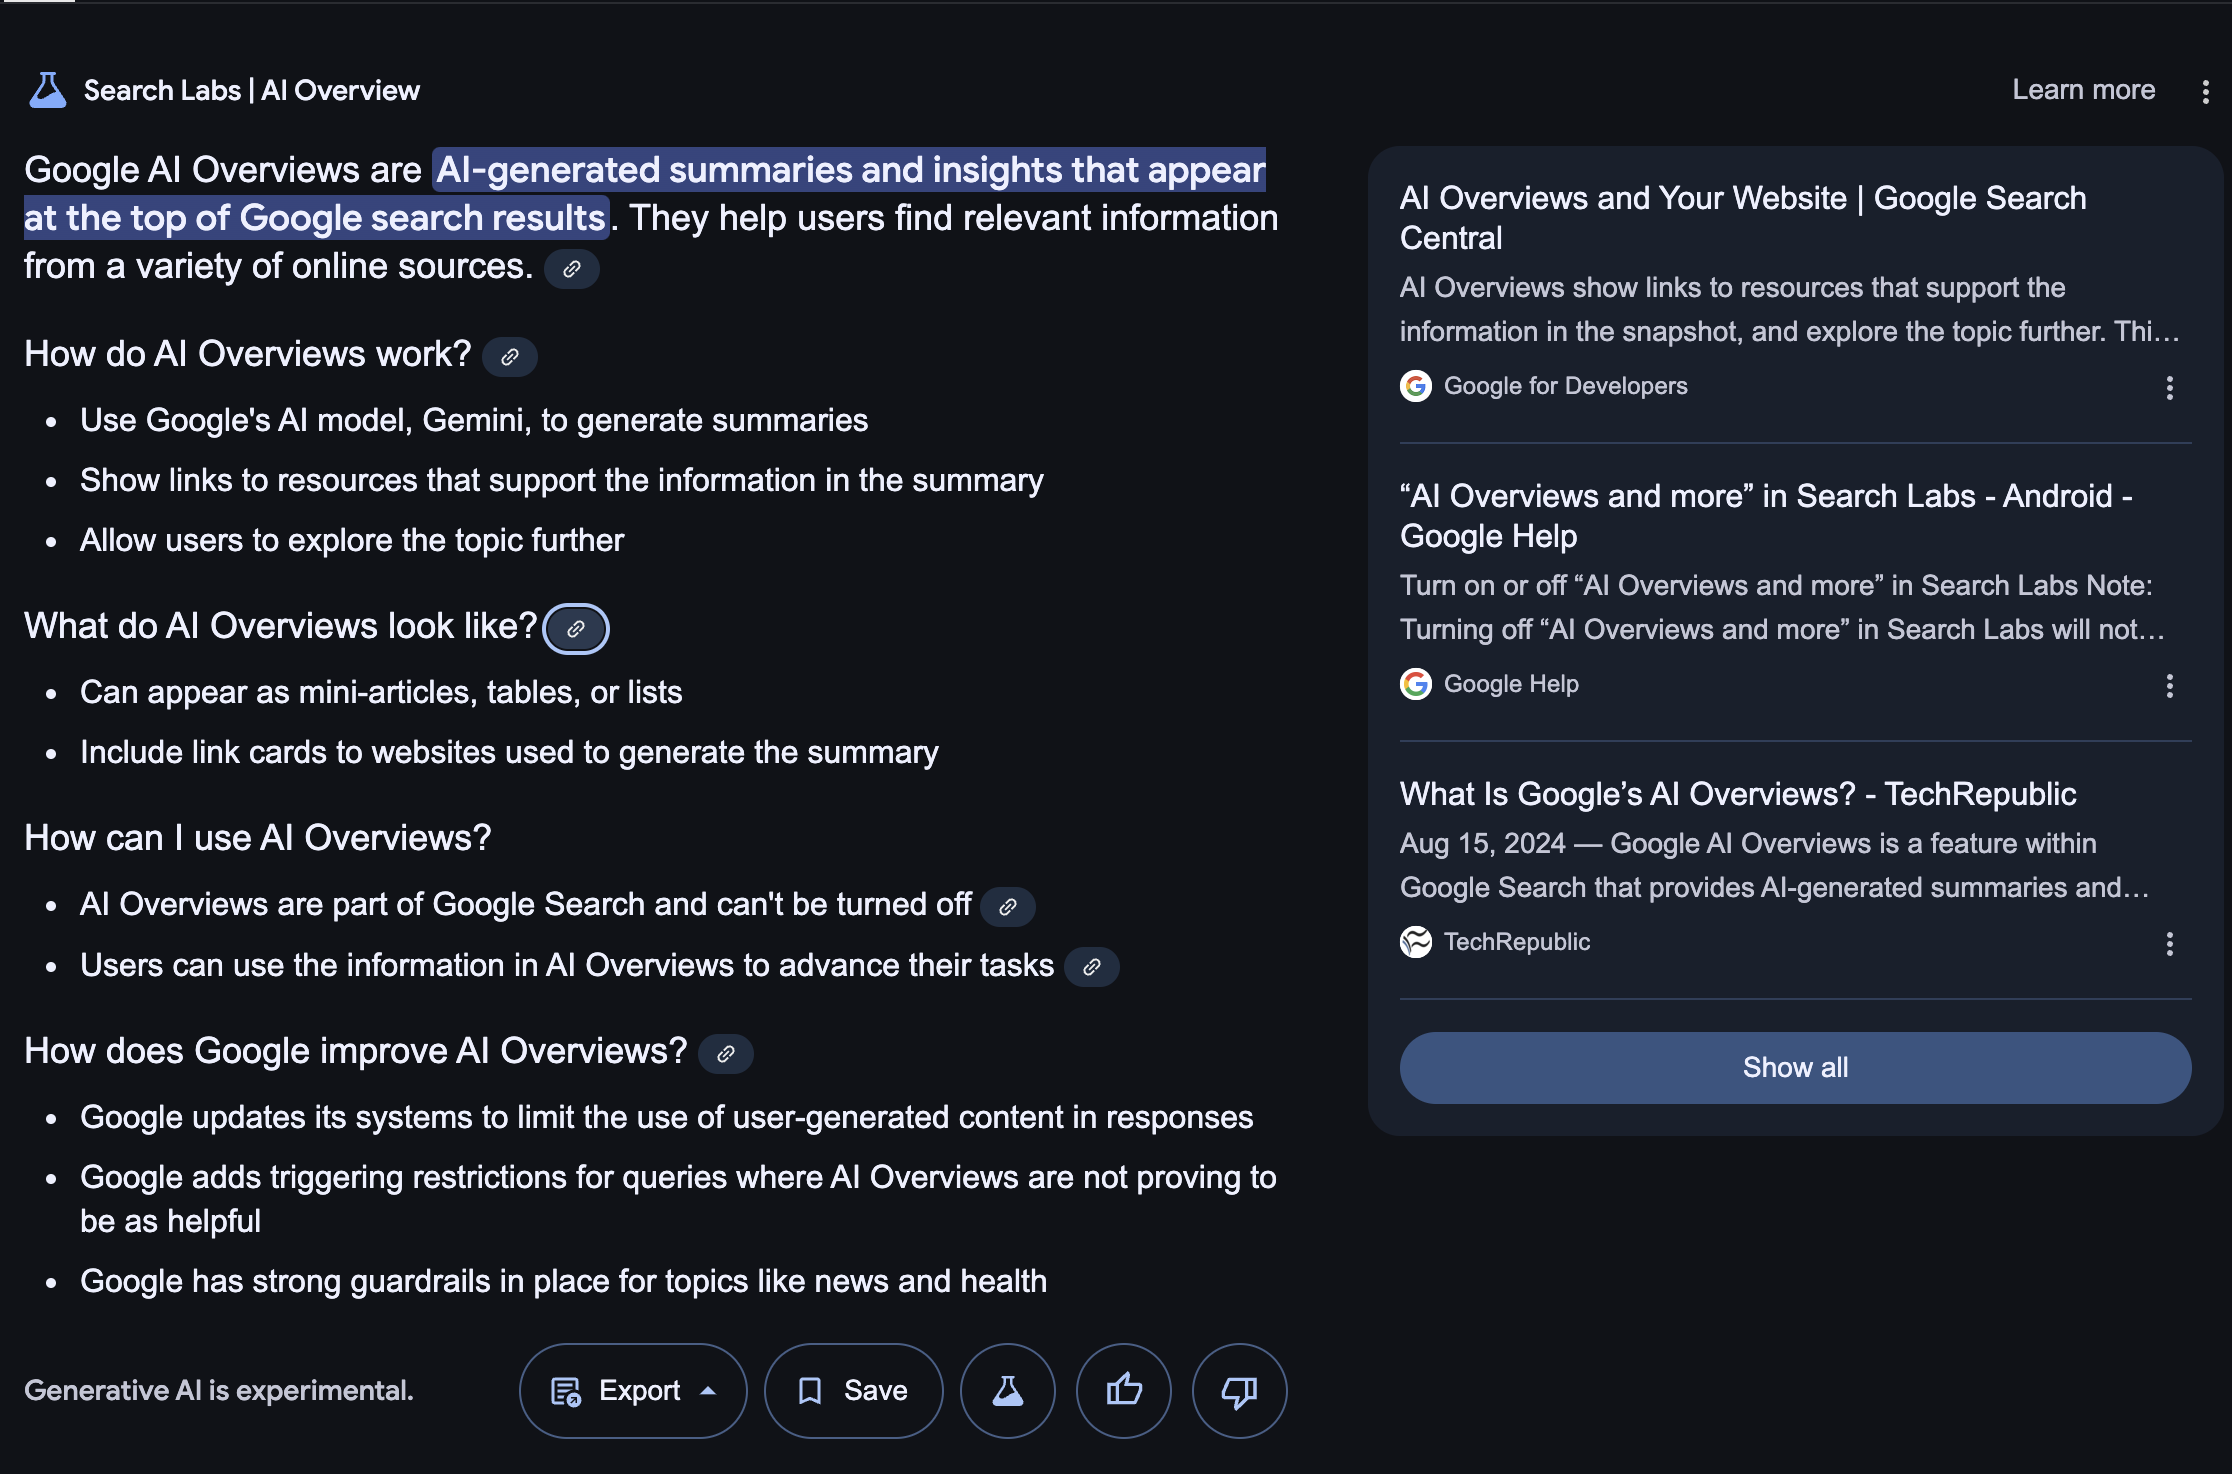 Search Labs | AI Overview
Learn more
Google AI Overviews are AI-generated summaries and insights that appear
at the top of Google search results. They help users find relevant information
from a variety of online sources.
How do AI Overviews work?
• Use Google's AI model, Gemini, to generate summaries
• Show links to resources that support the information in the summary
• Allow users to explore the topic further
What do AI Overviews look like?
• Can appear as mini-articles, tables, or lists
• Include link cards to websites used to generate the summary
How can I use AI Overviews?
• AI Overviews are part of Google Search and can't be turned off
• Users can use the information in AI Overviews to advance their tasks
How does Google improve AI Overviews?
• Google updates its systems to limit the use of user-generated content in responses
• Google adds triggering restrictions for queries where AI Overviews are not proving to
be as helpful
• Google has strong guardrails in place for topics like news and health
Generative AI is experimental.
Export
Save
AI Overviews and Your Website | Google Search
Central
AI Overviews show links to resources that support the
information in the snapshot, and explore the topic further. Thi...
Google for Developers
“AI Overviews and more” in Search Labs - Android -
Google Help
Turn on or off “AI Overviews and more” in Search Labs Note:
Turning off “AI Overviews and more” in Search Labs will not...
Google Help
What Is Google’s AI Overviews? - TechRepublic
Aug 15, 2024 — Google AI Overviews is a feature within
Google Search that provides AI-generated summaries and...
TechRepublic
Show all